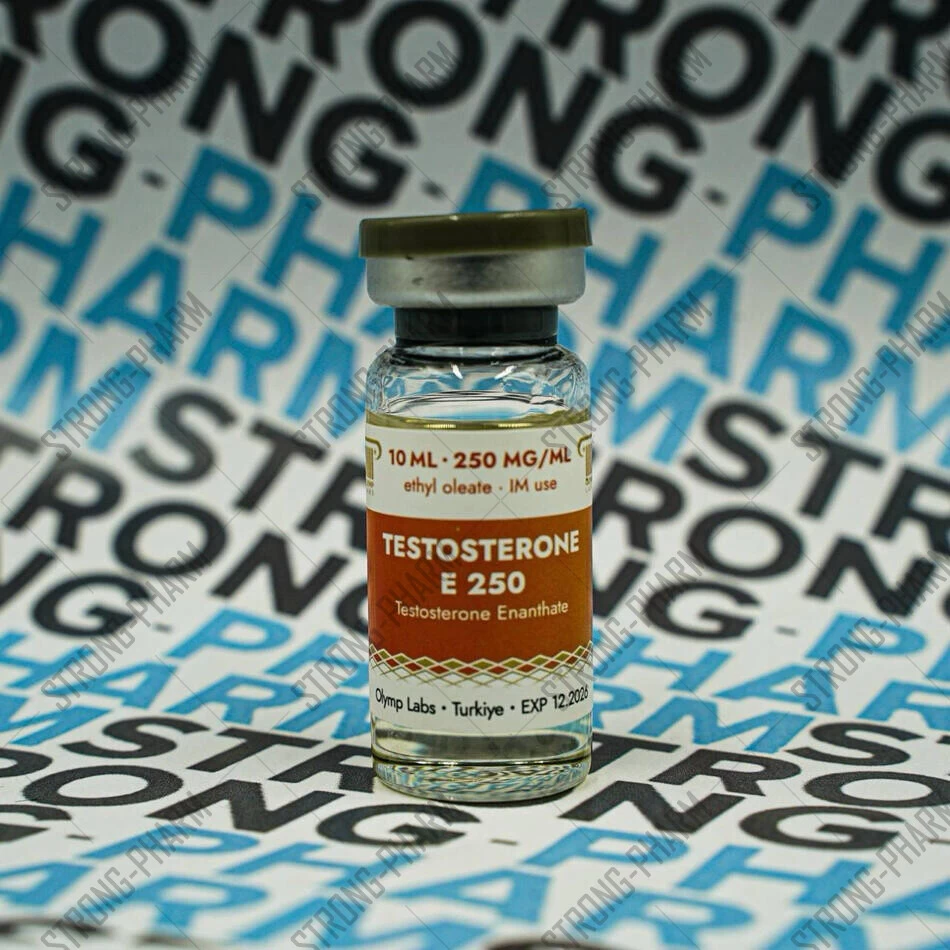 10 ML · 250 MG/ML
ethyl oleate · IM use
TESTOSTERONE
E 250
Testosterone Enanthate
Olymp Labs · Turkiye · EXP 12.2026
STRONG-PHARM